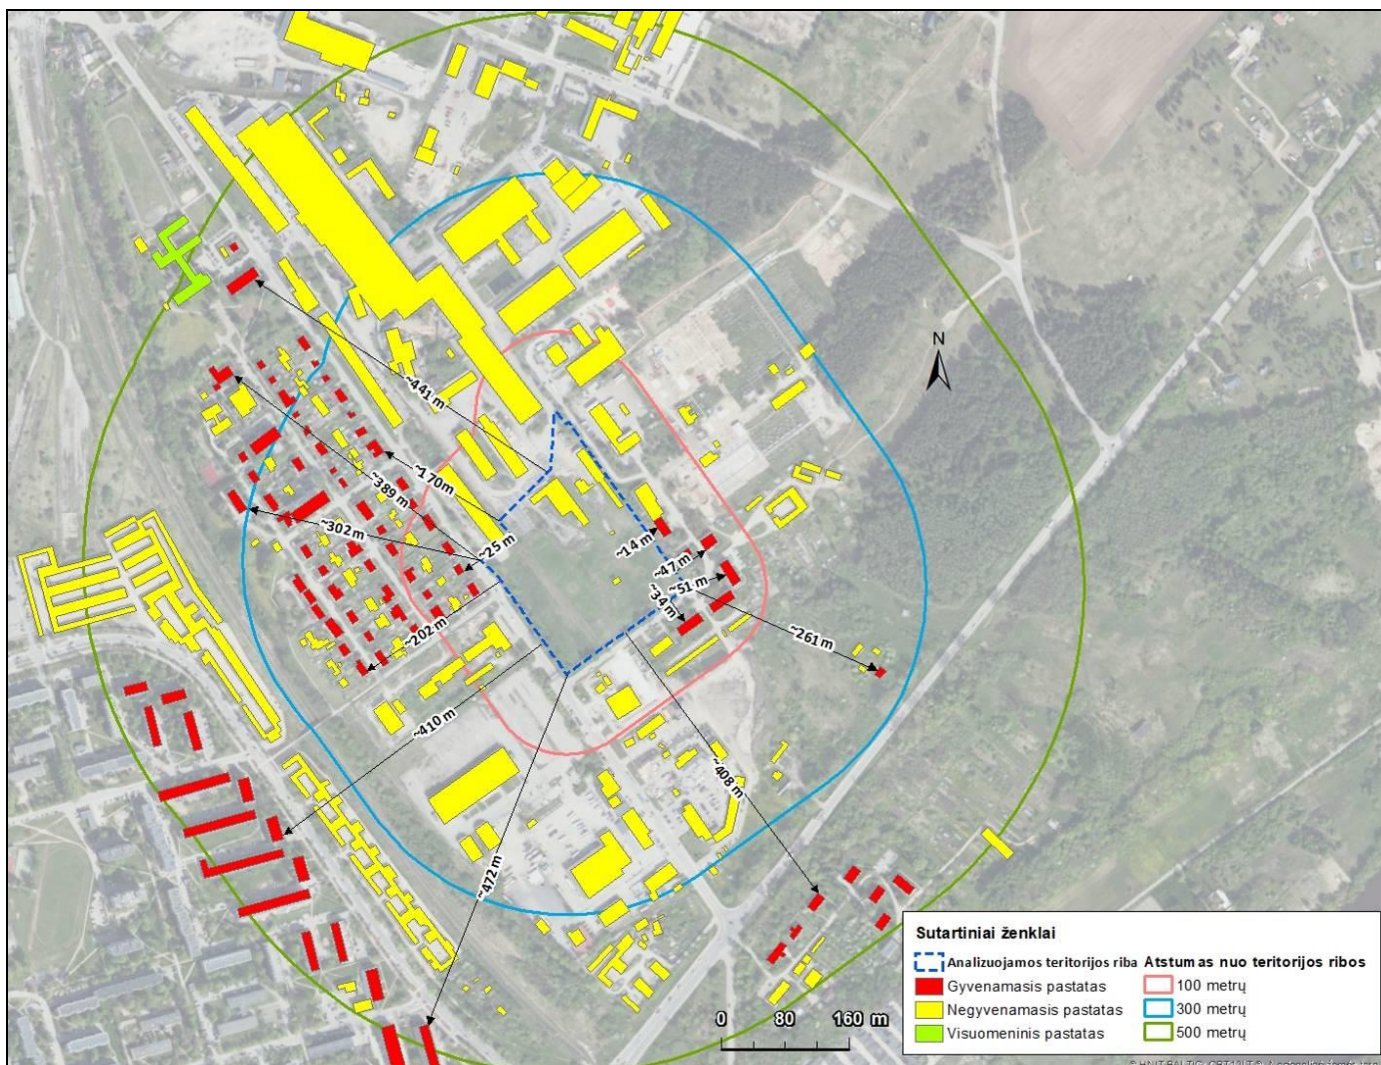 N
~441 m
~170m
~389 m
~302 m
~25 m
~14 m
~47 m
~51 m
~34 m
~261 m
~202 m
~410 m
~408 m
~472 m
Sutartiniai ženklai
Analizuojamos teritorijos riba
Gyvenamasis pastatas
Negyvenamasis pastatas
Visuomeninis pastatas
Atstumas nuo teritorijos ribos
100 metrų
300 metrų
500 metrų
0 80 160 m